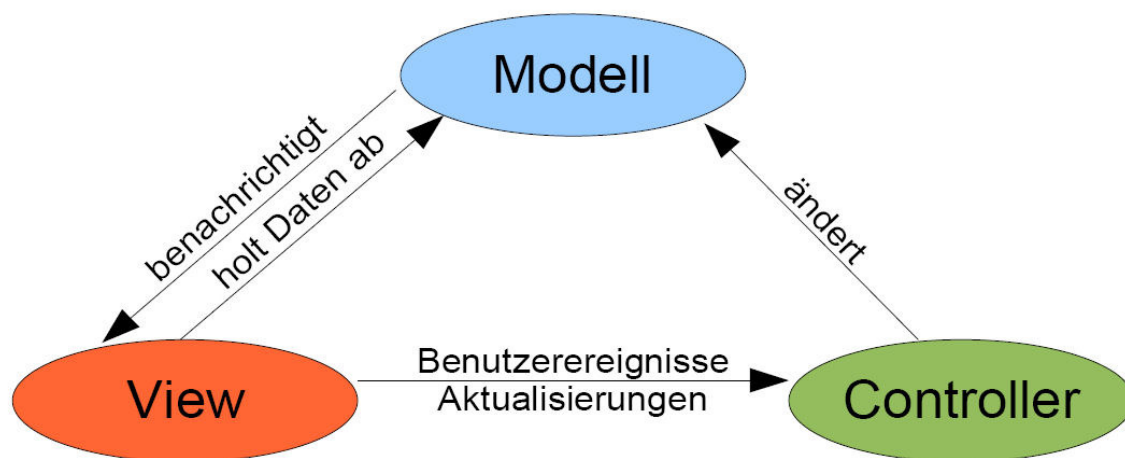 Modell
benachrichtigt
holt Daten ab
ändert
View
Benutzerereignisse
Aktualisierungen
Controller